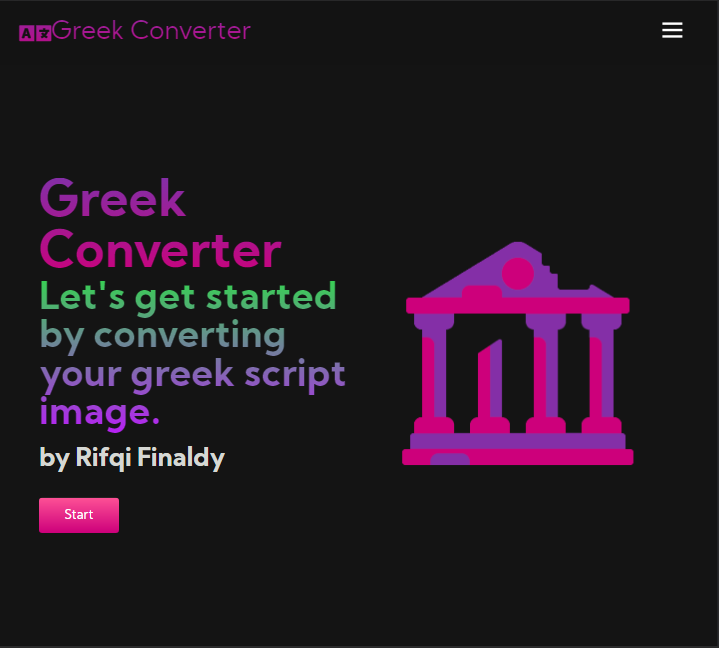 Greek Converter
Greek
Converter
Let's get started
by converting
your greek script
image.
by Rifqi Finaldy
Start